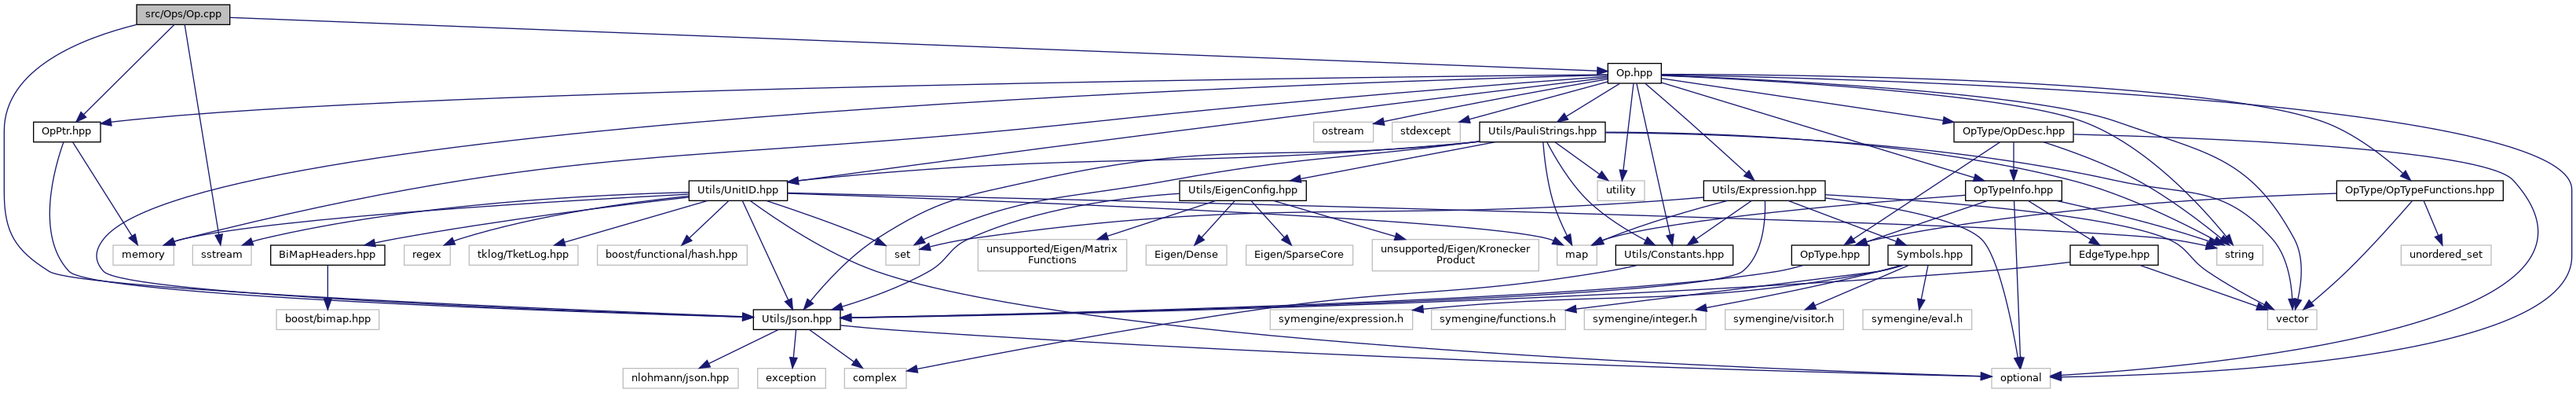 src/Ops/Op.cpp
Op.hpp
OpPtr.hpp
ostream
stdexcept
Utils/PauliStrings.hpp
OpType/OpDesc.hpp
Utils/UnitID.hpp
Utils/EigenConfig.hpp
utility
Utils/Expression.hpp
OpTypeInfo.hpp
OpType/OpTypeFunctions.hpp
memory
sstream
BiMapHeaders.hpp
regex
tklog/TketLog.hpp
boost/functional/hash.hpp
set
unsupported/Eigen/Matrix
Functions
Eigen/Dense
Eigen/SparseCore
unsupported/Eigen/Kronecker
Product
map
Utils/Constants.hpp
OpType.hpp
Symbols.hpp
EdgeType.hpp
string
unordered_set
boost/bimap.hpp
Utils/Json.hpp
symengine/expression.h
symengine/functions.h
symengine/integer.h
symengine/visitor.h
symengine/eval.h
vector
nlohmann/json.hpp
exception
complex
optional